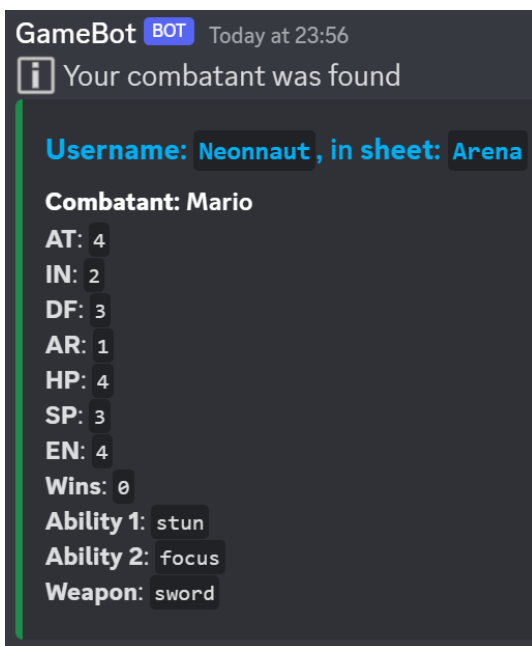 GameBot BOT Today at 23:56
i Your combatant was found
Username: Neonnaut, in sheet: Arena
Combatant: Mario
AT: 4
IN: 2
DF: 3
AR: 1
HP: 4
SP: 3
EN: 4
Wins: 0
Ability 1: stun
Ability 2: focus
Weapon: sword